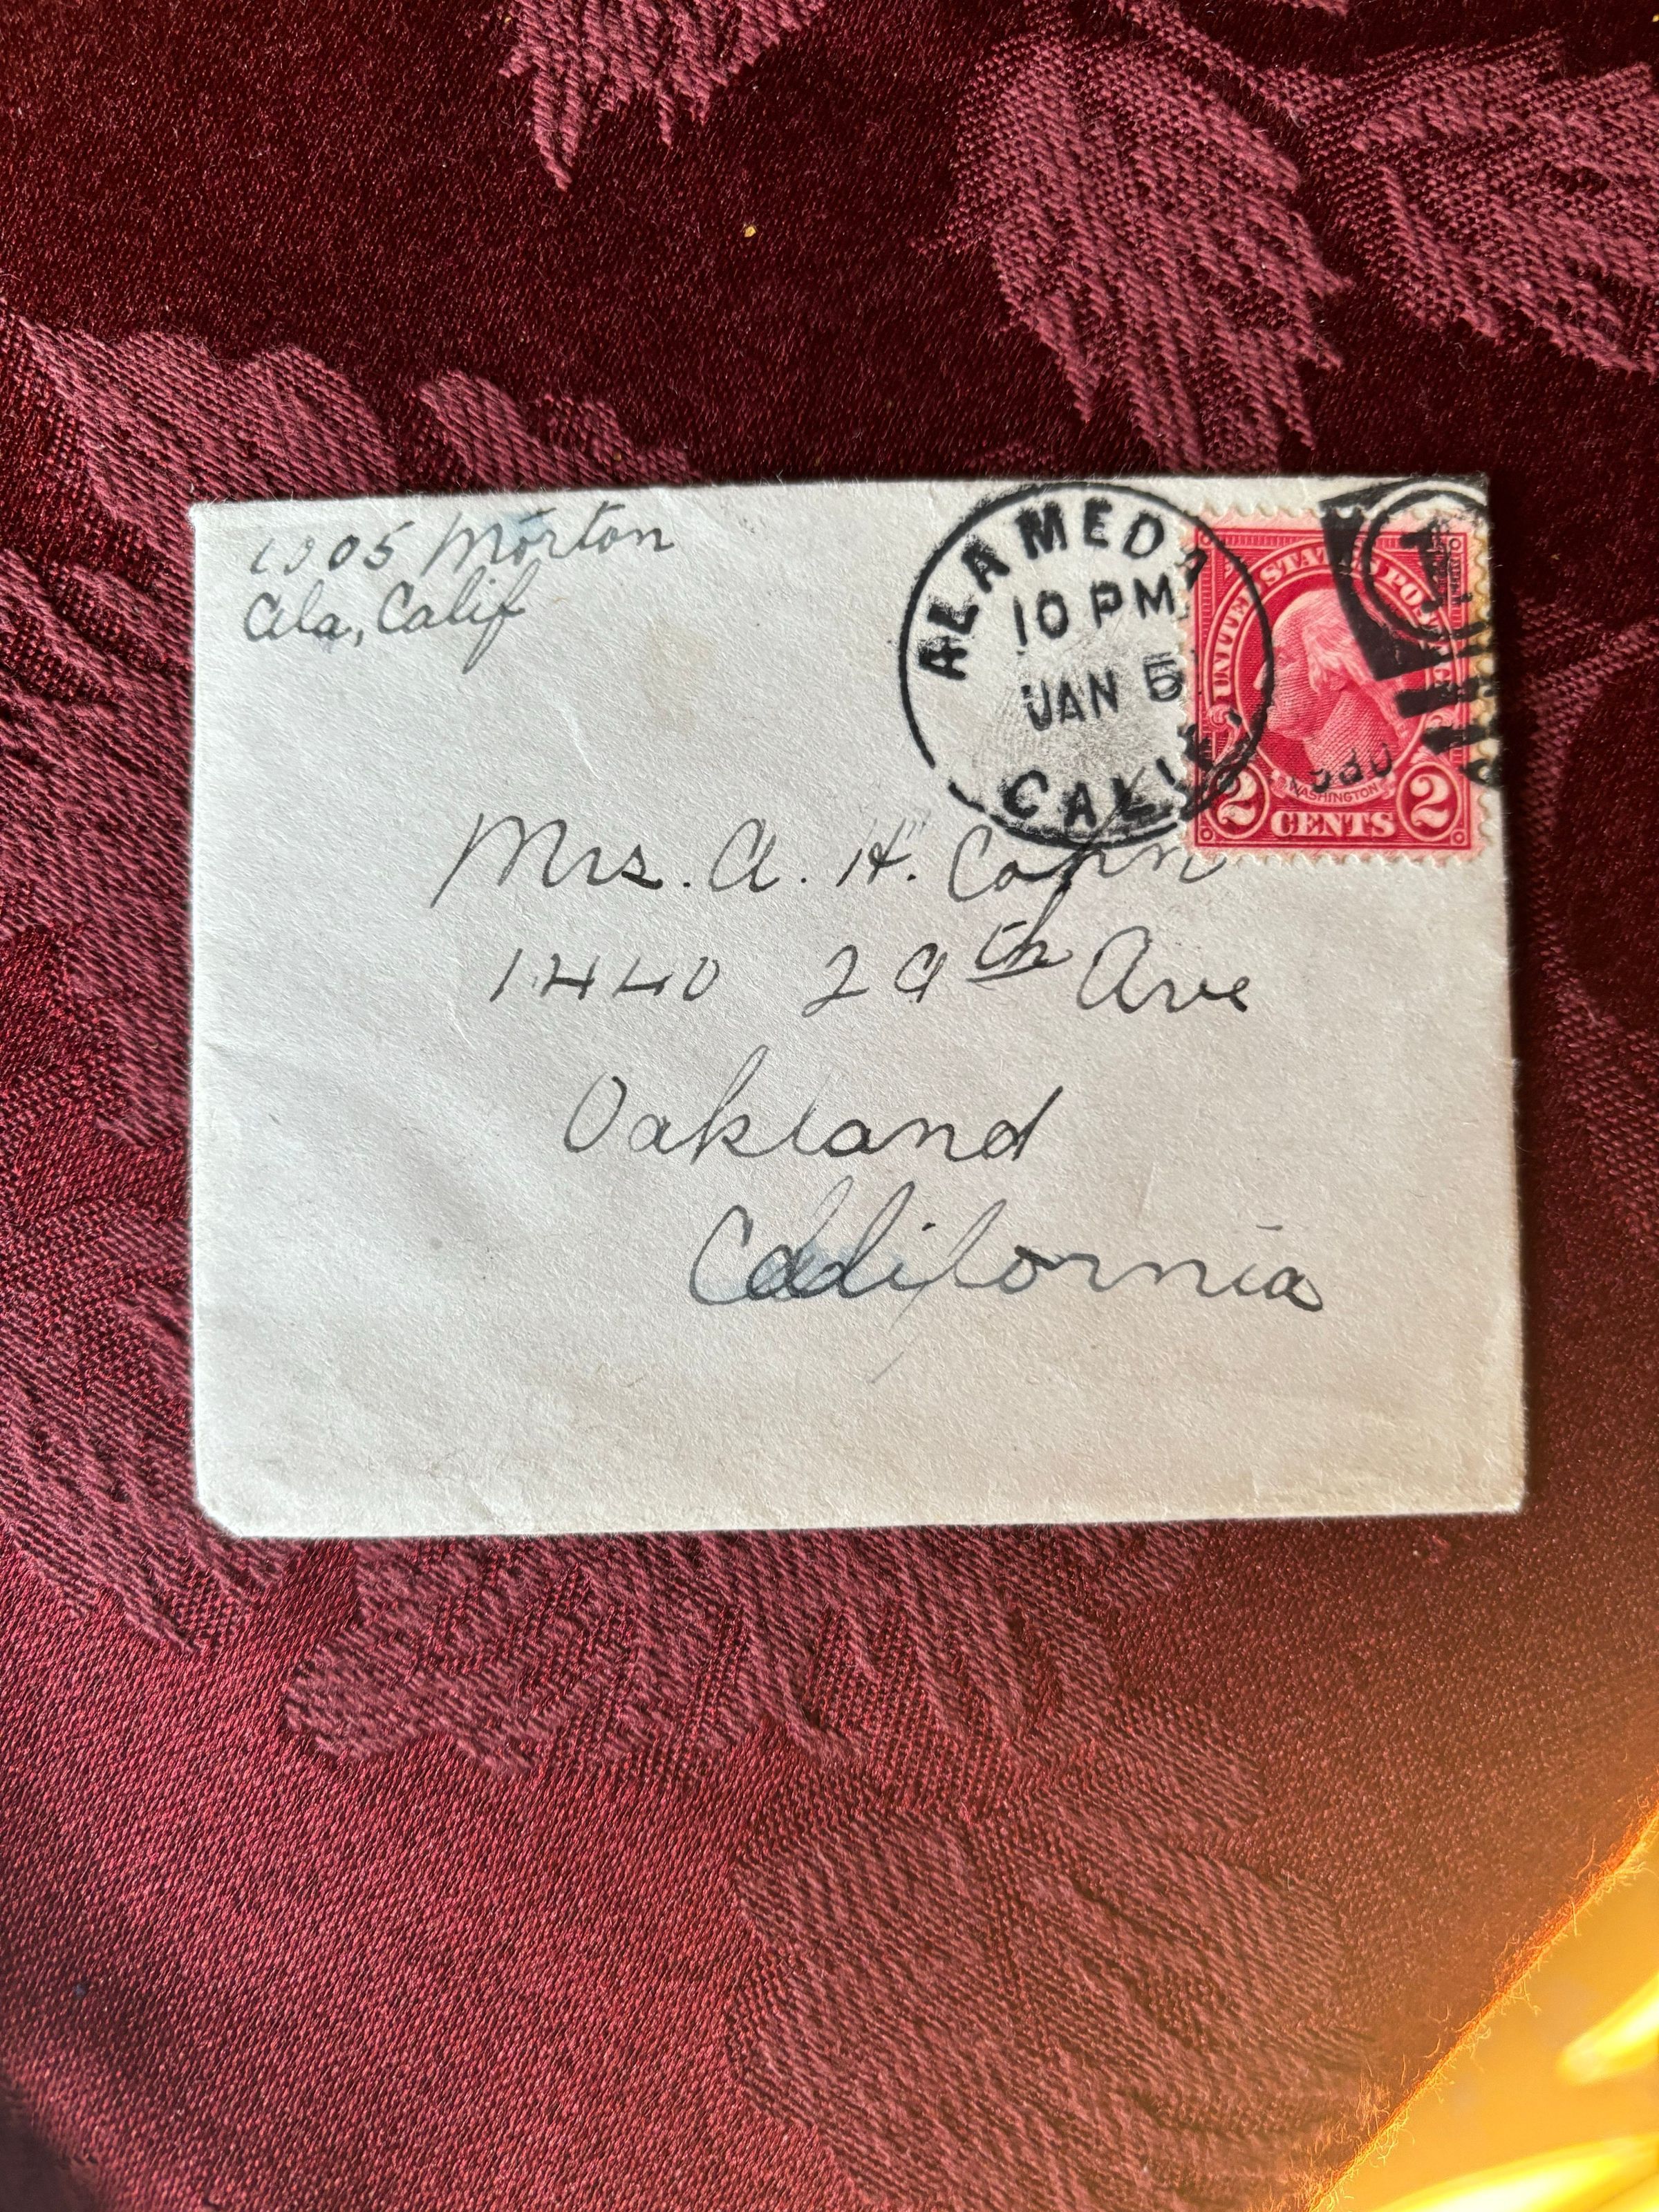 1905 Morton
Ala, Calif
ALAMEDA
10 PM
JAN 5
CALIF.
UNITED STATES POSTAGE
WASHINGTON
2 CENTS 2
Mrs. A. H. Cohn
1440 29th Ave
Oakland
California